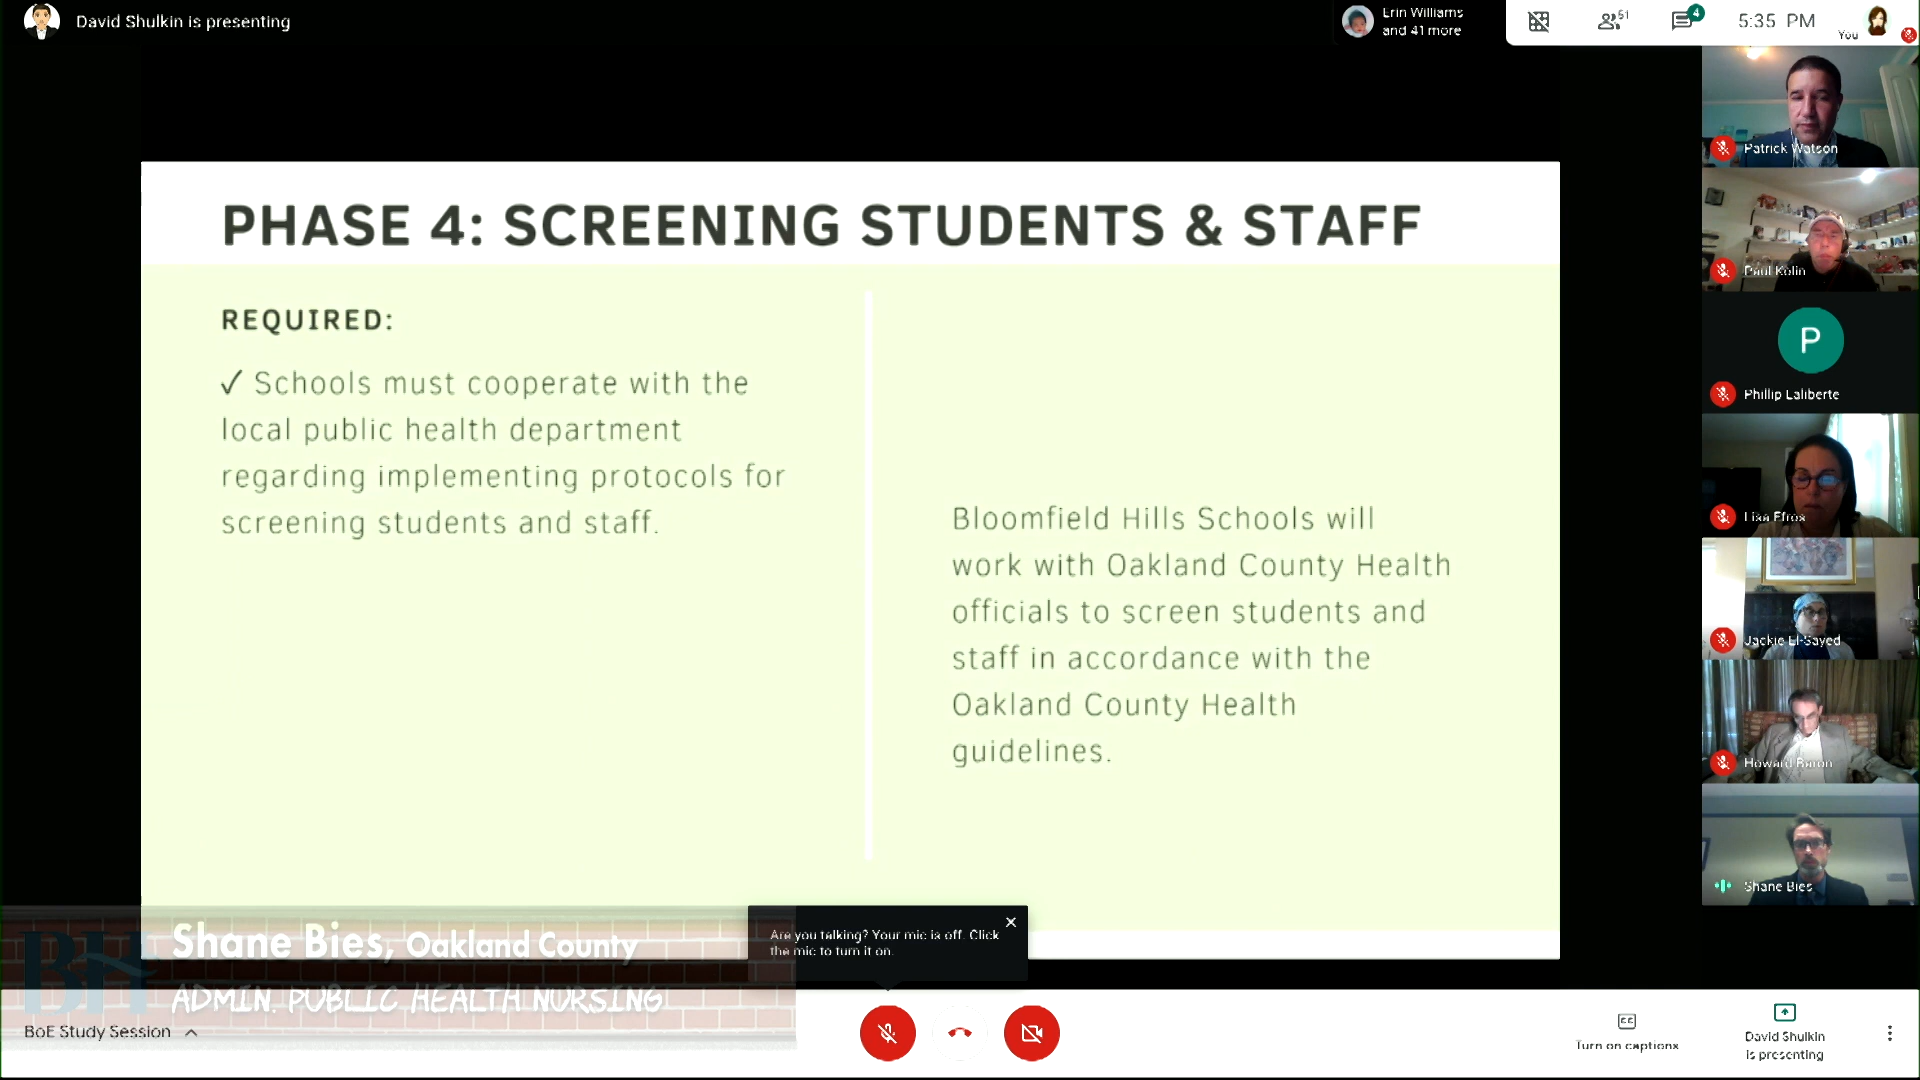 David Shulkin is presenting
Erin Williams
and 41 more
51
4
5:35 PM
You
PHASE 4: SCREENING STUDENTS & STAFF
REQUIRED:
✓ Schools must cooperate with the
local public health department
regarding implementing protocols for
screening students and staff.
Bloomfield Hills Schools will
work with Oakland County Health
officials to screen students and
staff in accordance with the
Oakland County Health
guidelines.
Patrick Watson
Paul Kolin
P
Phillip Laliberte
Lisa Efros
Jackie El-Sayed
Howard Baron
Shane Bies
BH
Shane Bies, Oakland County
ADMIN. PUBLIC HEALTH NURSING
Are you talking? Your mic is off. Click
the mic to turn it on.
BoE Study Session
CC
Turn on captions
David Shulkin
is presenting